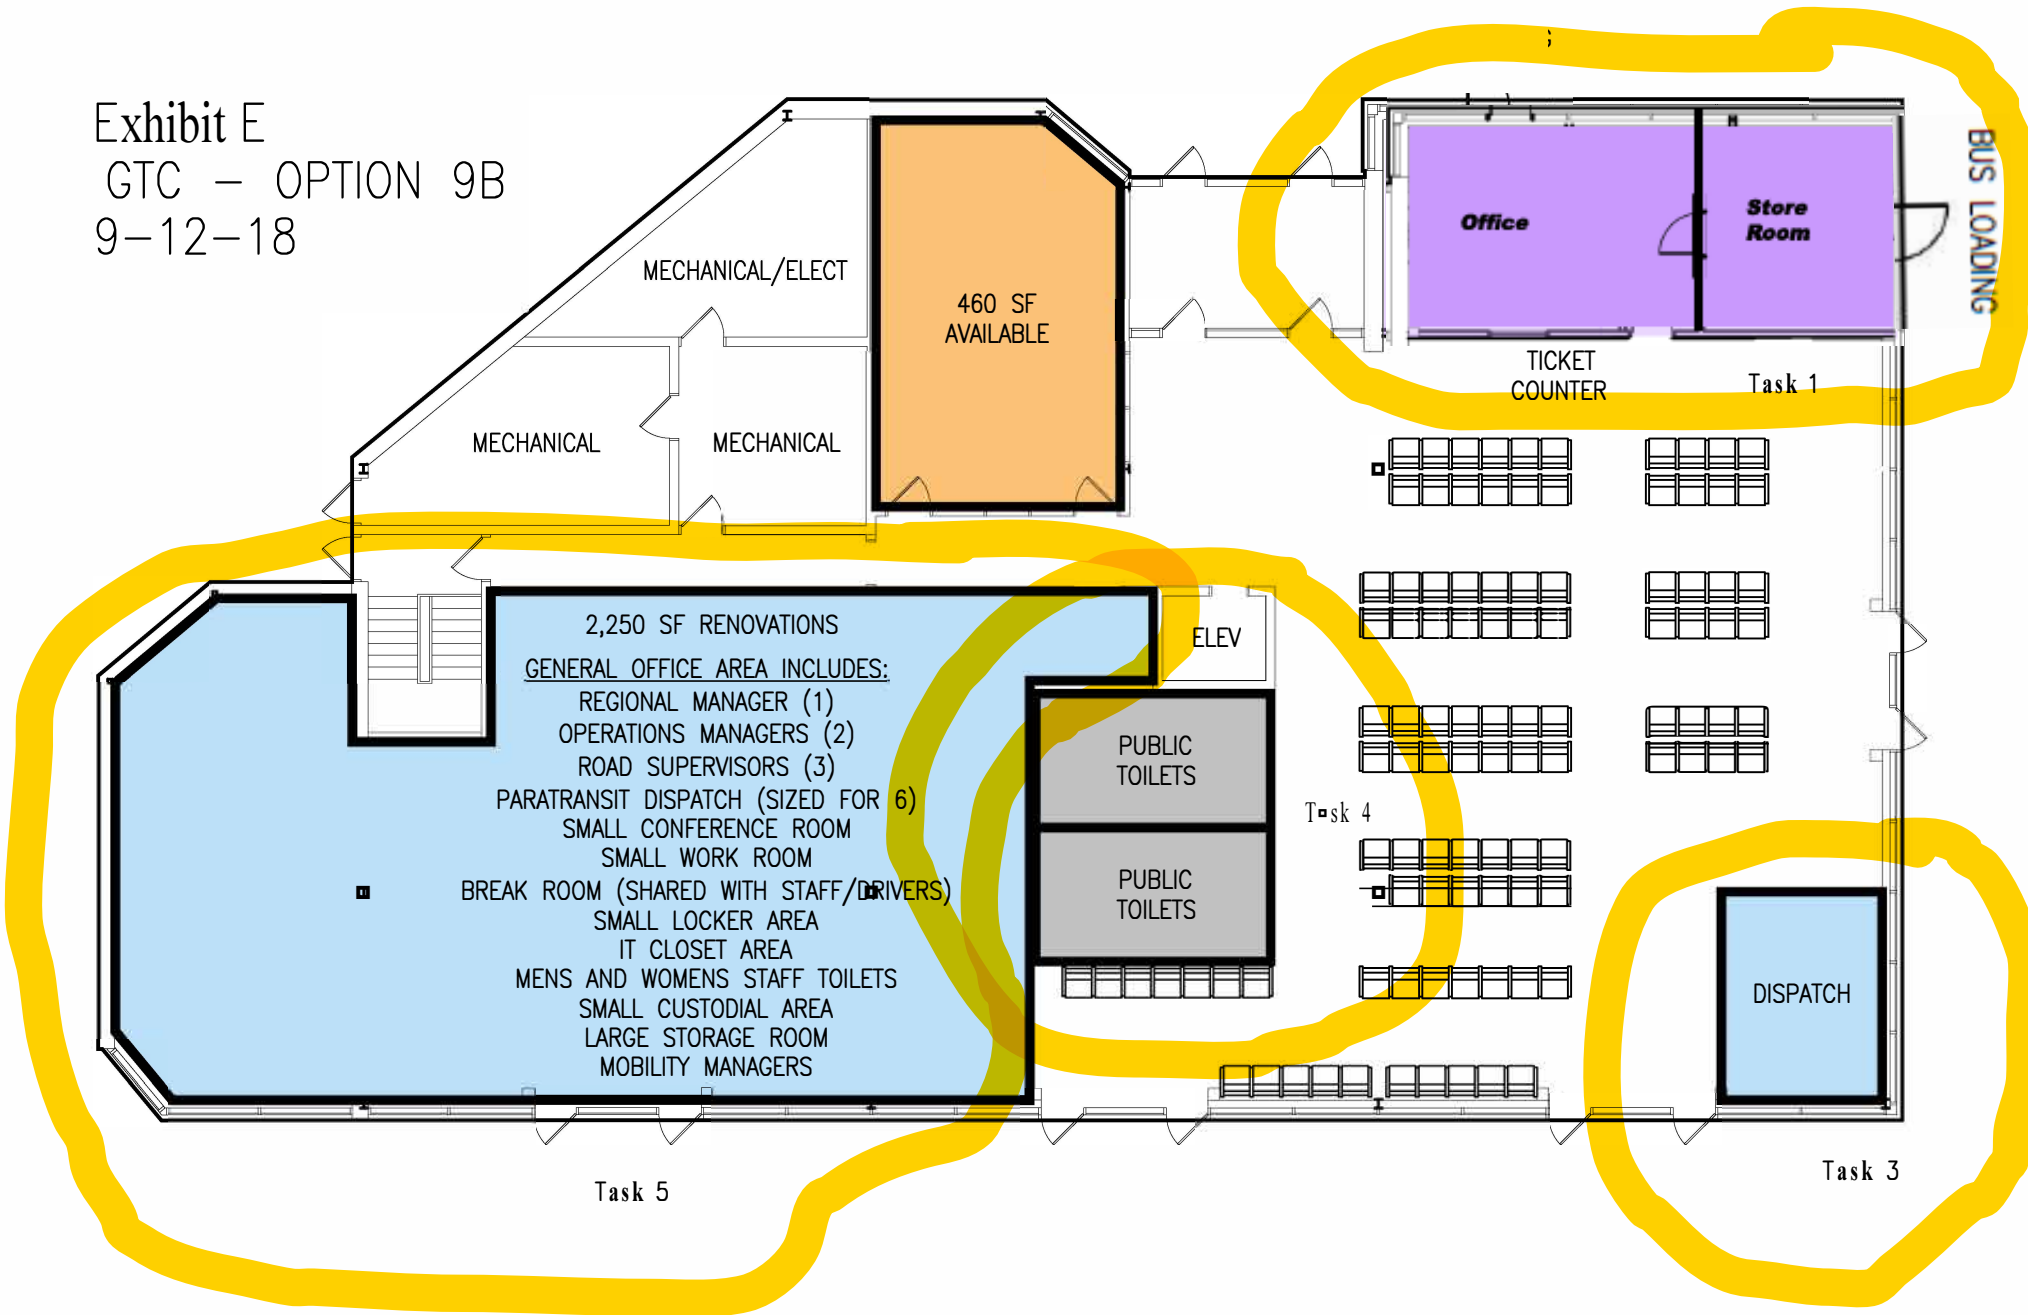 Exhibit E
GTC - OPTION 9B
9-12-18
BUS LOADING
Office
Store
Room
MECHANICAL/ELECT
460 SF
AVAILABLE
TICKET
COUNTER
Task 1
MECHANICAL
MECHANICAL
2,250 SF RENOVATIONS
GENERAL OFFICE AREA INCLUDES:
REGIONAL MANAGER (1)
OPERATIONS MANAGERS (2)
ROAD SUPERVISORS (3)
PARATRANSIT DISPATCH (SIZED FOR 6)
SMALL CONFERENCE ROOM
SMALL WORK ROOM
BREAK ROOM (SHARED WITH STAFF/DRIVERS)
SMALL LOCKER AREA
IT CLOSET AREA
MENS AND WOMENS STAFF TOILETS
SMALL CUSTODIAL AREA
LARGE STORAGE ROOM
MOBILITY MANAGERS
ELEV
PUBLIC
TOILETS
Task 4
PUBLIC
TOILETS
DISPATCH
Task 5
Task 3